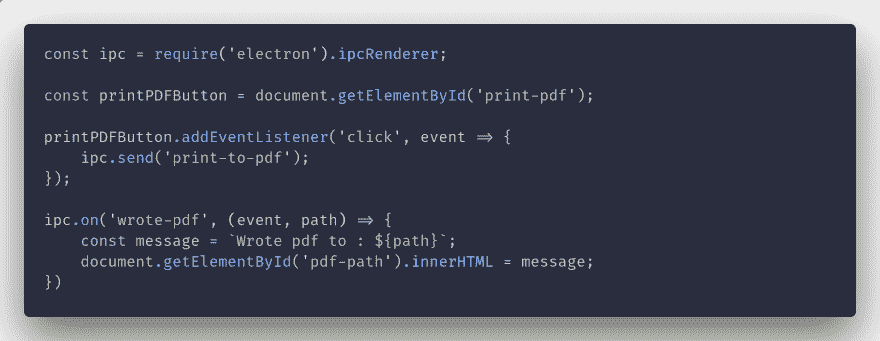 const ipc = require('electron').ipcRenderer;
const printPDFButton = document.getElementById('print-pdf');
printPDFButton.addEventListener('click', event => {
    ipc.send('print-to-pdf');
});
ipc.on('wrote-pdf', (event, path) => {
    const message = `Wrote pdf to : ${path}`;
    document.getElementById('pdf-path').innerHTML = message;
})